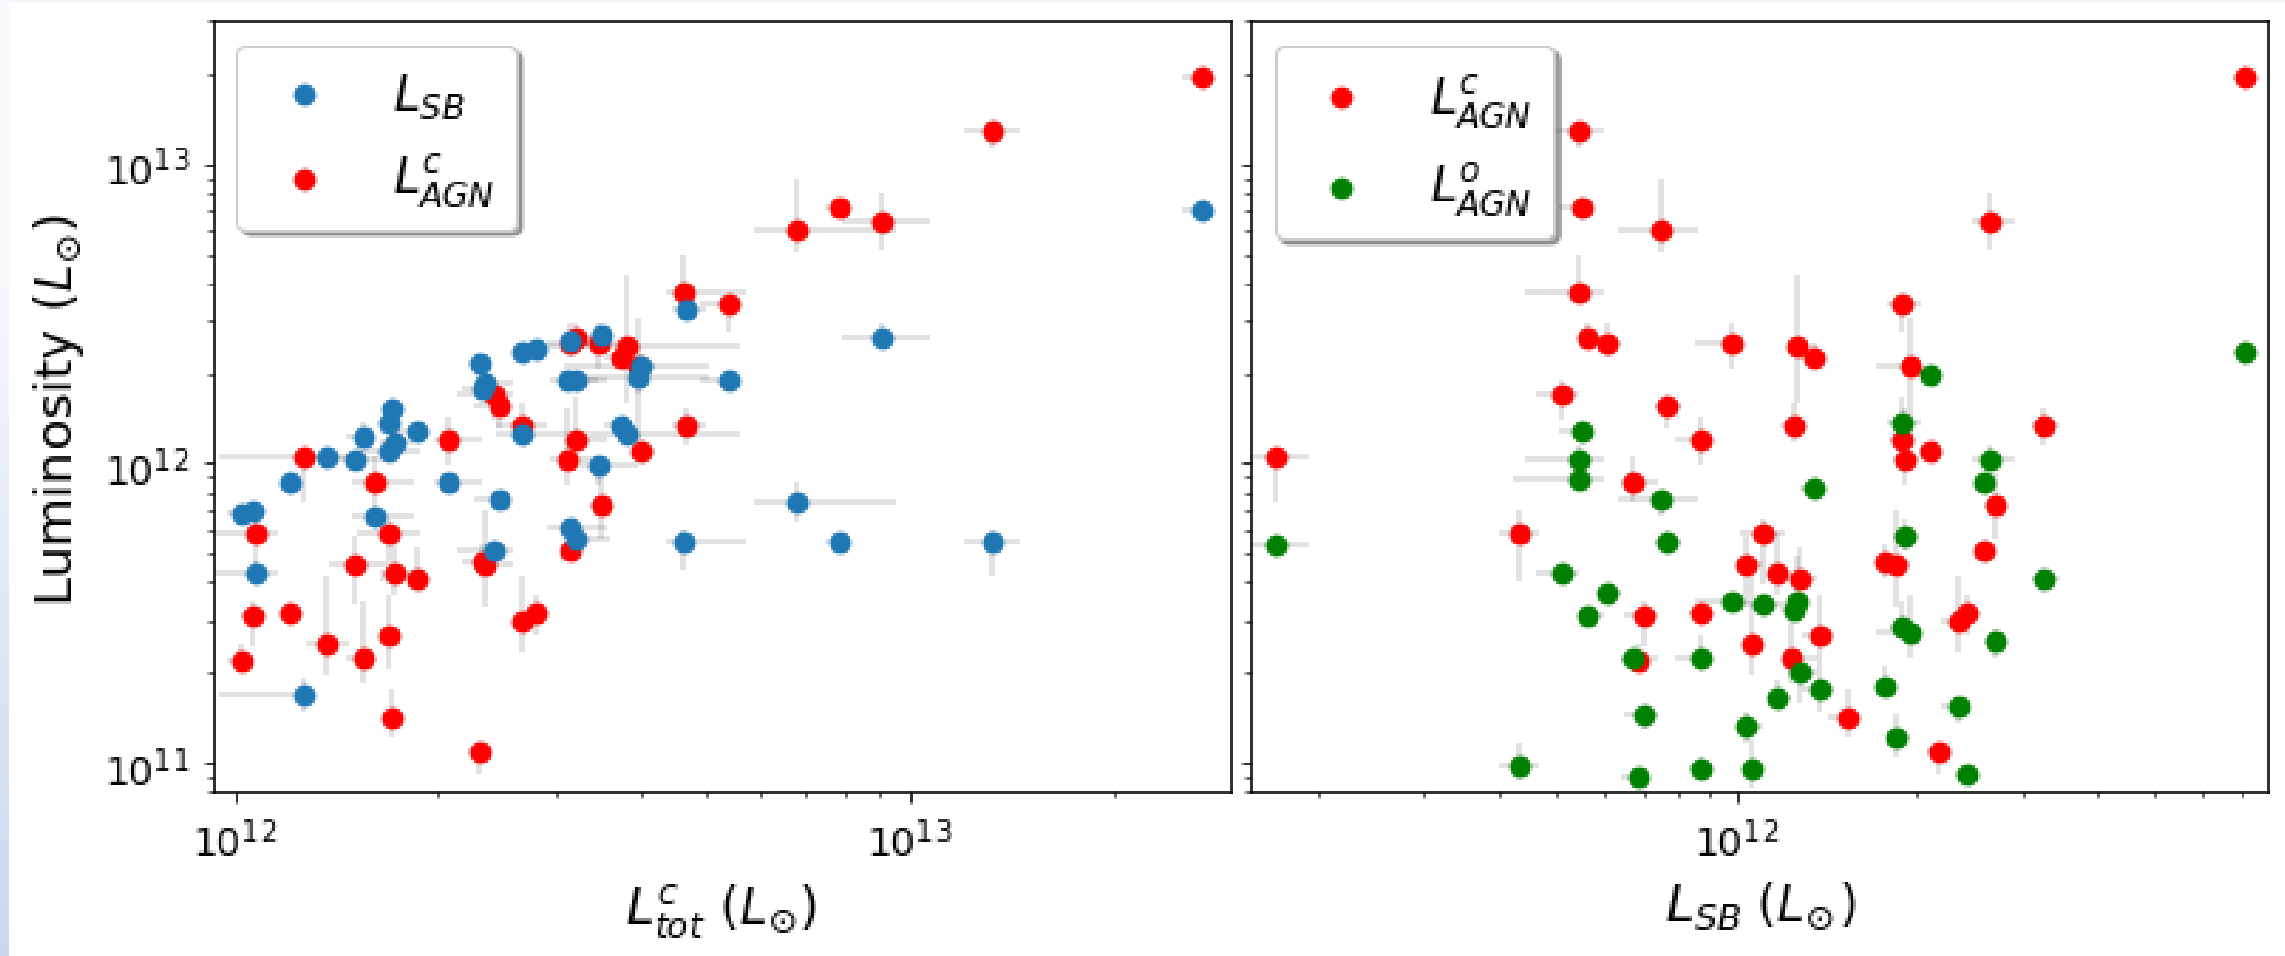 L_SB
L^c_AGN
L^c_AGN
L^o_AGN
10^13
10^12
10^11
Luminosity (L_⊙)
10^12
10^13
10^12
L^c_tot (L_⊙)
L_SB (L_⊙)